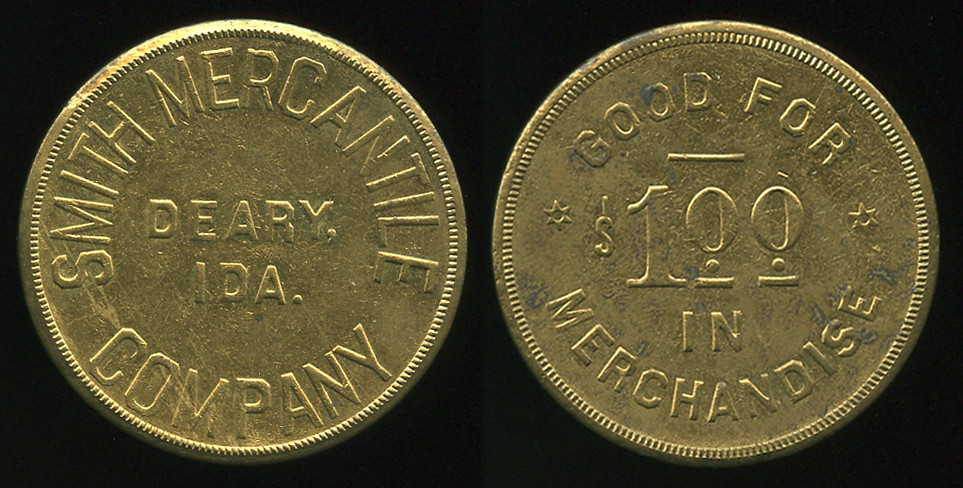 SMITH MERCANTILE
DEARY,
IDA.
COMPANY
GOOD FOR
$1.00
IN
MERCHANDISE